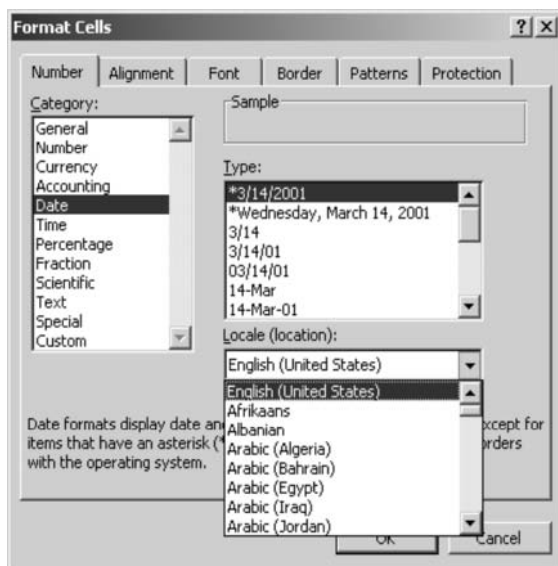 Format Cells
Number Alignment Font Border Patterns Protection
Category:
General
Number
Currency
Accounting
Date
Time
Percentage
Fraction
Scientific
Text
Special
Custom
Sample
Type:
*3/14/2001
*Wednesday, March 14, 2001
3/14
3/14/01
03/14/01
14-Mar
14-Mar-01
Locale (location):
English (United States)
English (United States)
Afrikaans
Albanian
Arabic (Algeria)
Arabic (Bahrain)
Arabic (Egypt)
Arabic (Iraq)
Arabic (Jordan)
Date formats display date and xcept for
items that have an asterisk (* orders
with the operating system.
OK Cancel